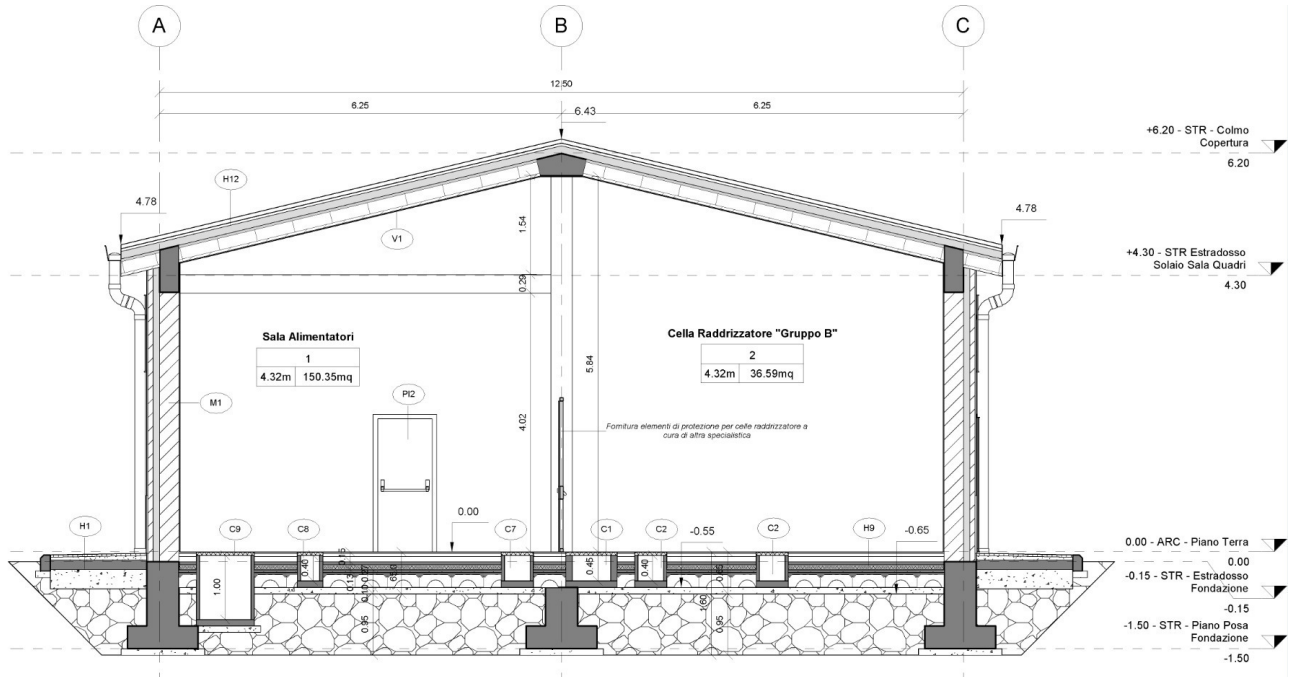 A
B
C
12.50
6.25
6.25
6.43
+6.20 - STR - Colmo
Copertura
6.20
H12
4.78
4.78
V1
1.54
+4.30 - STR Estradosso
Solaio Sala Quadri
4.30
0.29
Sala Alimentatori
1
4.32m
150.35mq
Cella Raddrizzatore "Gruppo B"
2
4.32m
36.59mq
5.84
M1
PI2
4.02
Fornitura elementi di protezione per celle raddrizzatore a
cura di altra specialistica
0.00
H1
C9
C8
C7
C1
C2
-0.55
C2
H9
-0.65
0.00 - ARC - Piano Terra
0.00
0.15
0.40
0.45
0.40
1.00
0.13
0.95
1.60
0.95
-0.15 - STR - Estradosso
Fondazione
-0.15
-1.50 - STR - Piano Posa
Fondazione
-1.50